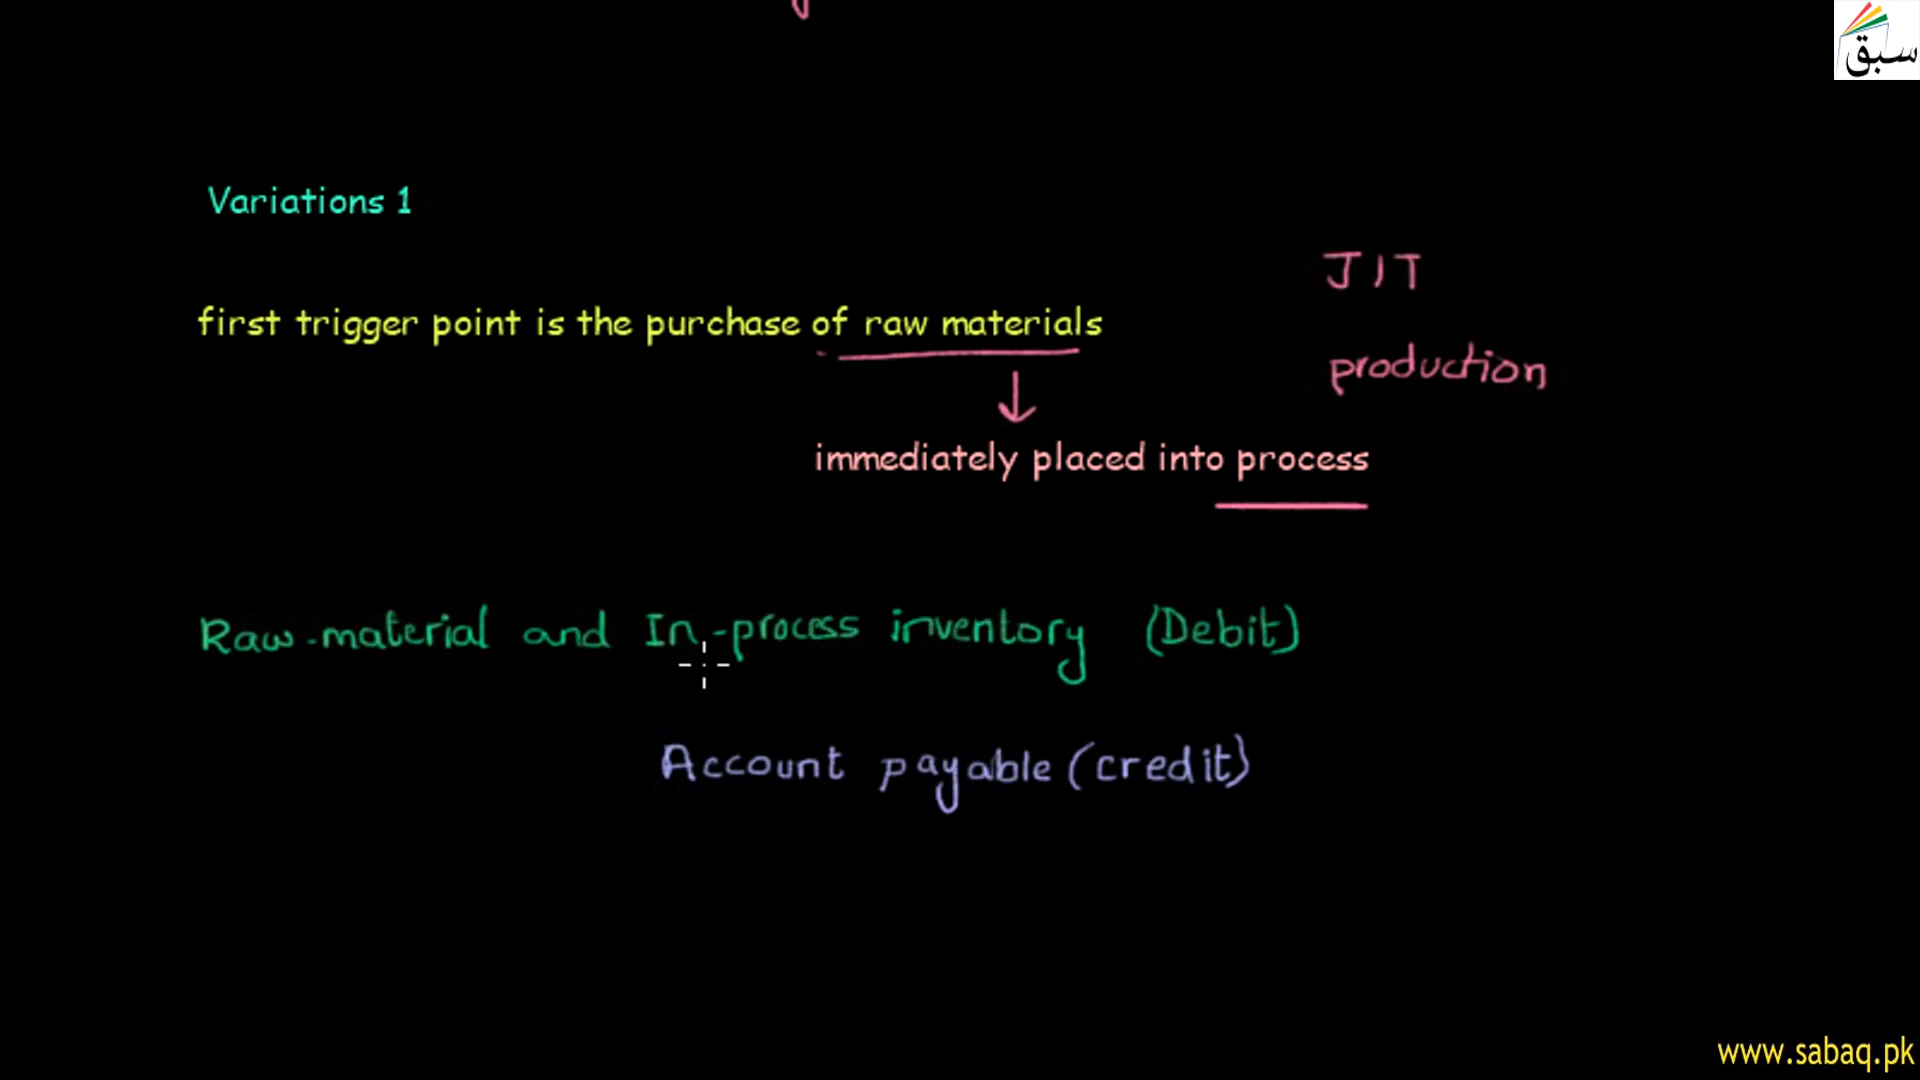 سبق
Variations 1
JIT
first trigger point is the purchase of raw materials
production
immediately placed into process
Raw-material and In-process inventory (Debit)
Account payable (credit)
www.sabaq.pk